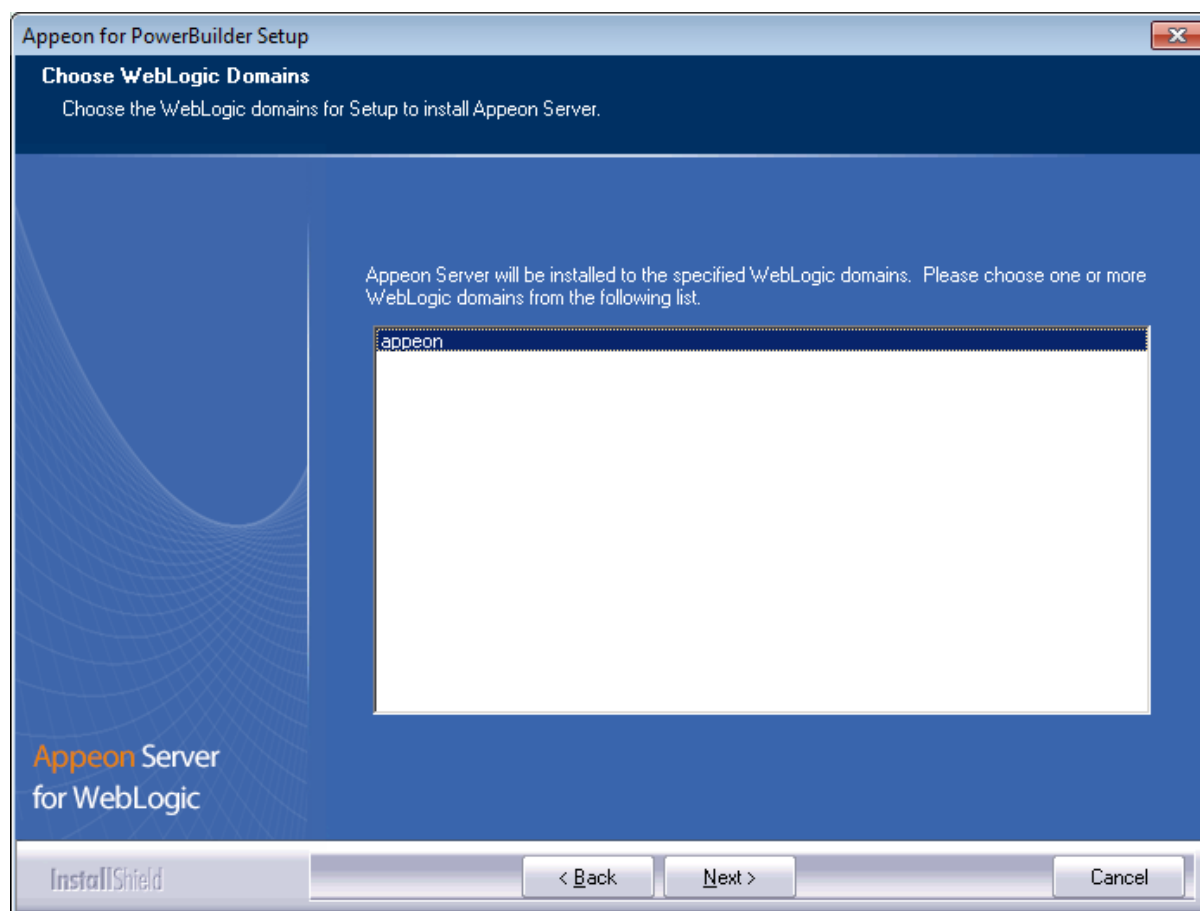 Appeon for PowerBuilder Setup
Choose WebLogic Domains
Choose the WebLogic domains for Setup to install Appeon Server.
Appeon Server will be installed to the specified WebLogic domains.  Please choose one or more
WebLogic domains from the following list.
appeon
Appeon Server
for WebLogic
InstallShield
< Back
Next >
Cancel